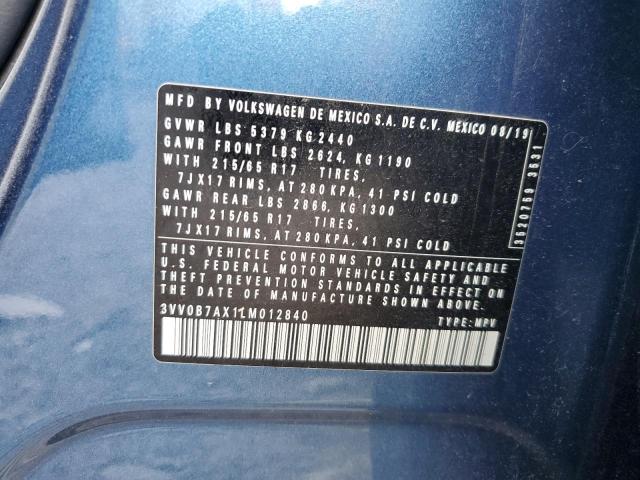 MFD BY VOLKSWAGEN DE MEXICO S.A. DE C.V. MEXICO 08/19
GVWR LBS 5379 KG 2440
GAWR FRONT LBS 2624, KG 1190
WITH 215/65 R17 TIRES,
7JX17 RIMS, AT 280 KPA, 41 PSI COLD
GAWR REAR LBS 2866, KG 1300
WITH 215/65 R17 TIRES,
7JX17 RIMS, AT 280 KPA, 41 PSI COLD
THIS VEHICLE CONFORMS TO ALL APPLICABLE
U.S. FEDERAL MOTOR VEHICLE SAFETY AND
THEFT PREVENTION STANDARDS IN EFFECT ON
THE DATE OF MANUFACTURE SHOWN ABOVE.
3VV0B7AX1LM012840
TYPE: MPV
3520759 3531